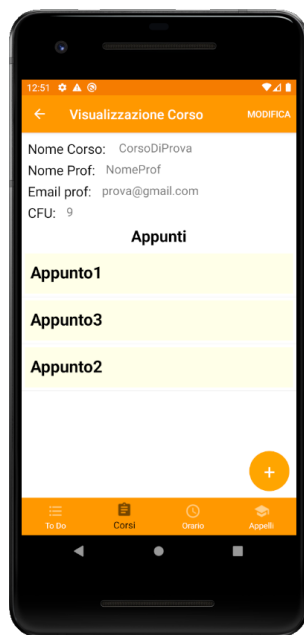 12:51
Visualizzazione Corso MODIFICA
Nome Corso: CorsoDiProva
Nome Prof: NomeProf
Email prof: prova@gmail.com
CFU: 9
Appunti
Appunto1
Appunto3
Appunto2
+
To Do Corsi Orario Appelli